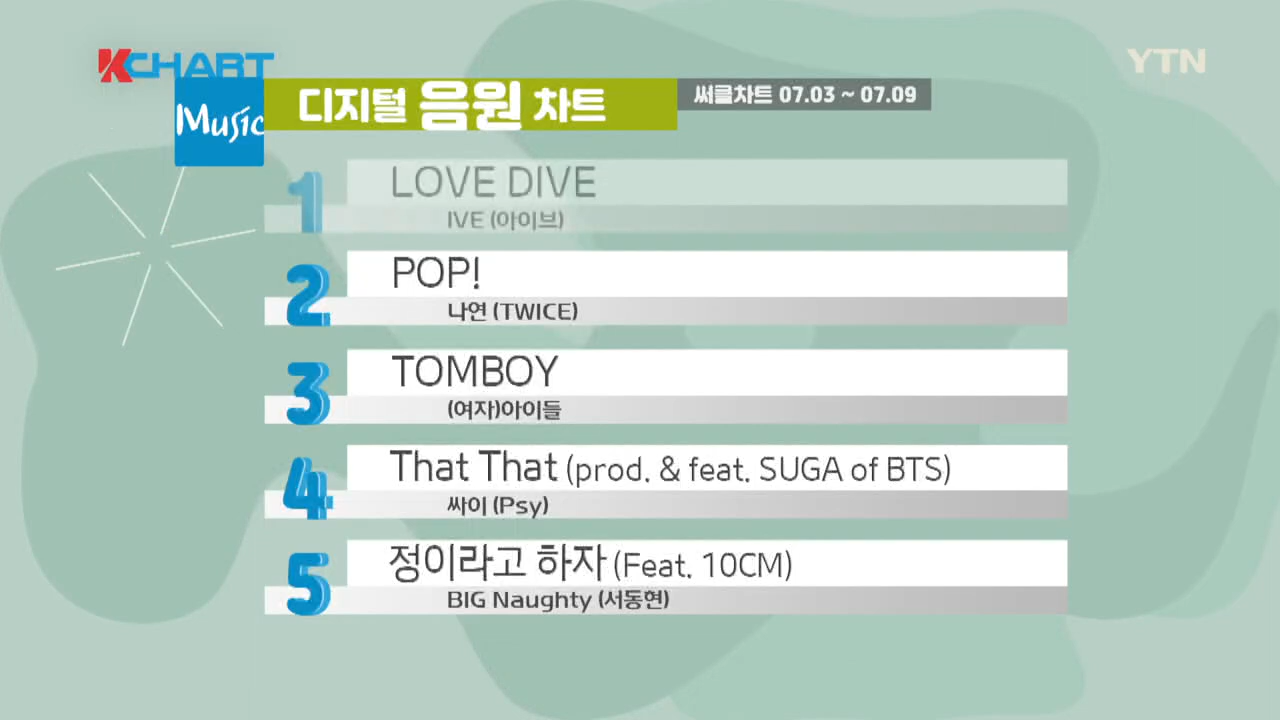 KCHART
YTN
Music
디지털 음원 차트
써클차트 07.03 ~ 07.09
1
LOVE DIVE
IVE (아이브)
2
POP!
나연 (TWICE)
3
TOMBOY
(여자)아이들
4
That That (prod. & feat. SUGA of BTS)
싸이 (Psy)
5
정이라고 하자 (Feat. 10CM)
BIG Naughty (서동현)